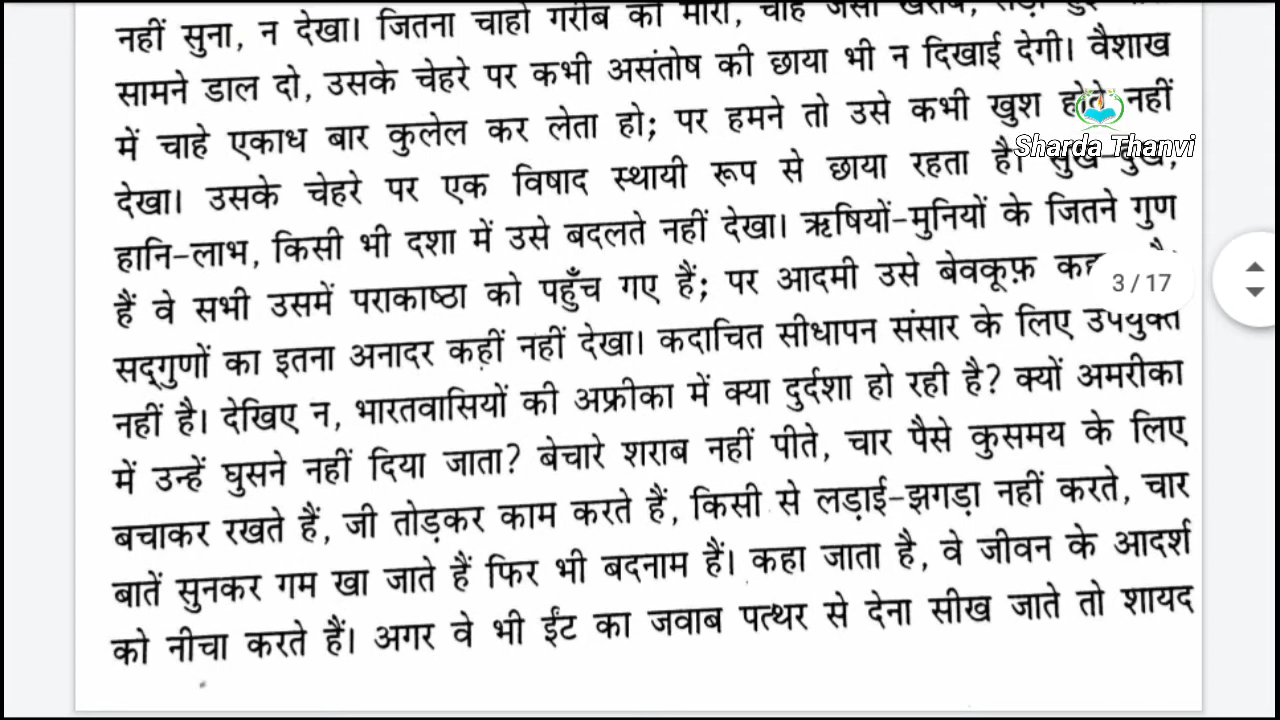 नहीं सुना, न देखा। जितना चाहो गरीब को मारो, चाहे जैसी खराब,
सामने डाल दो, उसके चेहरे पर कभी असंतोष की छाया भी न दिखाई देगी। वैशाख
में चाहे एकाध बार कुलेल कर लेता हो; पर हमने तो उसे कभी खुश होते नहीं
Sharda Thanvi
देखा। उसके चेहरे पर एक विषाद स्थायी रूप से छाया रहता है। सुख-दुख,
हानि-लाभ, किसी भी दशा में उसे बदलते नहीं देखा। ऋषियों-मुनियों के जितने गुण
हैं वे सभी उसमें पराकाष्ठा को पहुँच गए हैं; पर आदमी उसे बेवकूफ़
3 / 17
सद्‌गुणों का इतना अनादर कहीं नहीं देखा। कदाचित सीधापन संसार के लिए उपयुक्त
नहीं है। देखिए न, भारतवासियों की अफ्रीका में क्या दुर्दशा हो रही है? क्यों अमरीका
में उन्हें घुसने नहीं दिया जाता? बेचारे शराब नहीं पीते, चार पैसे कुसमय के लिए
बचाकर रखते हैं, जी तोड़कर काम करते हैं, किसी से लड़ाई-झगड़ा नहीं करते, चार
बातें सुनकर गम खा जाते हैं फिर भी बदनाम हैं। कहा जाता है, वे जीवन के आदर्श
को नीचा करते हैं। अगर वे भी ईंट का जवाब पत्थर से देना सीख जाते तो शायद